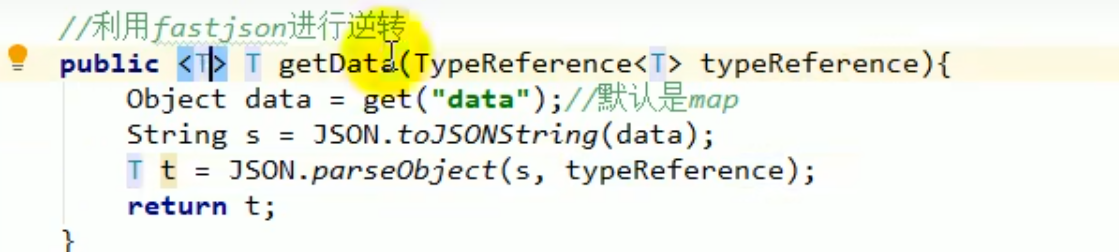 //利用fastjson进行逆转
public <T> T getData(TypeReference<T> typeReference){
Object data = get("data");//默认是map
String s = JSON.toJSONString(data);
T t = JSON.parseObject(s, typeReference);
return t;
}